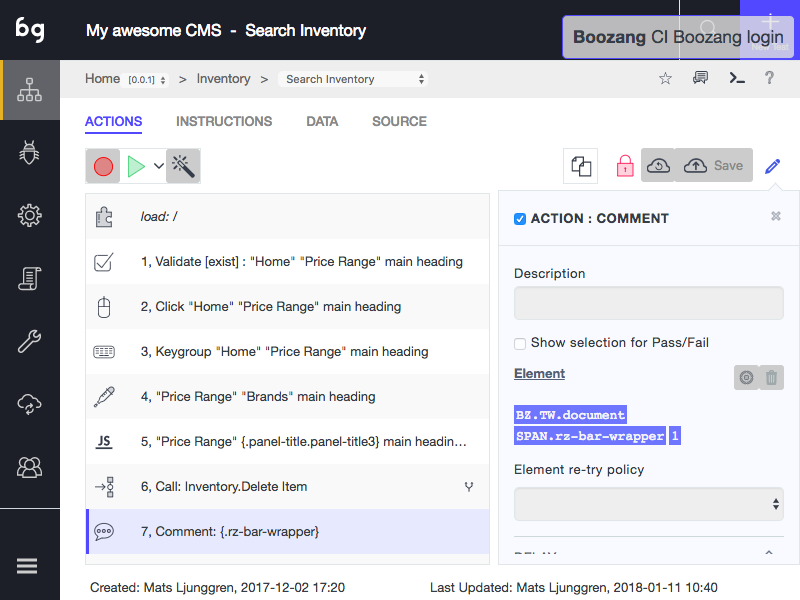 bg
My awesome CMS - Search Inventory
Boozang CI Boozang login
Home [0.0.1] > Inventory > Search Inventory
?
ACTIONS INSTRUCTIONS DATA SOURCE
Save
load: /
1, Validate [exist] : "Home" "Price Range" main heading
2, Click "Home" "Price Range" main heading
3, Keygroup "Home" "Price Range" main heading
4, "Price Range" "Brands" main heading
JS 5, "Price Range" {.panel-title.panel-title3} main headin...
6, Call: Inventory.Delete Item
7, Comment: {.rz-bar-wrapper}
ACTION : COMMENT
Description
Show selection for Pass/Fail
Element
BZ.TW.document
SPAN.rz-bar-wrapper 1
Element re-try policy
DELAY
Created: Mats Ljunggren, 2017-12-02 17:20
Last Updated: Mats Ljunggren, 2018-01-11 10:40